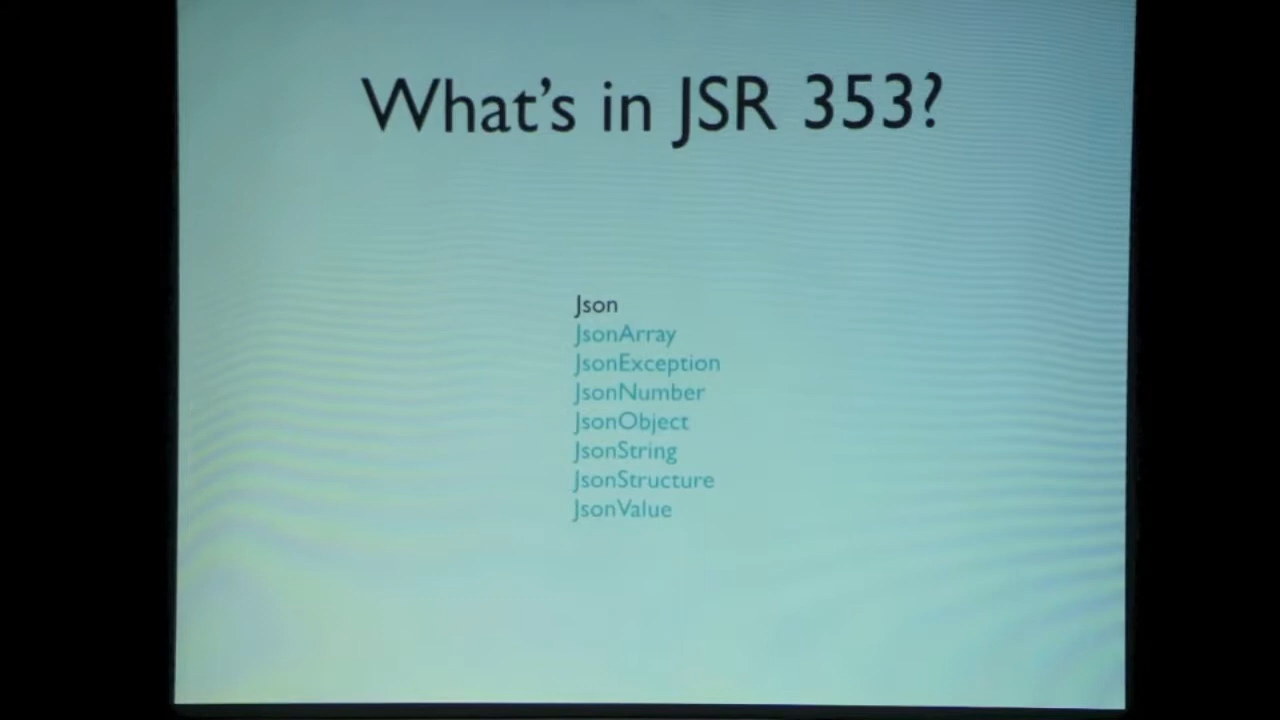 What's in JSR 353?
Json
JsonArray
JsonException
JsonNumber
JsonObject
JsonString
JsonStructure
JsonValue